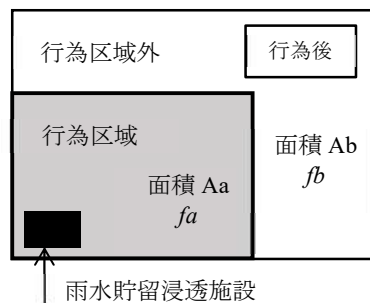 行為区域外
行為後
行為区域
面積 Ab
fb
面積 Aa
fa
雨水貯留浸透施設